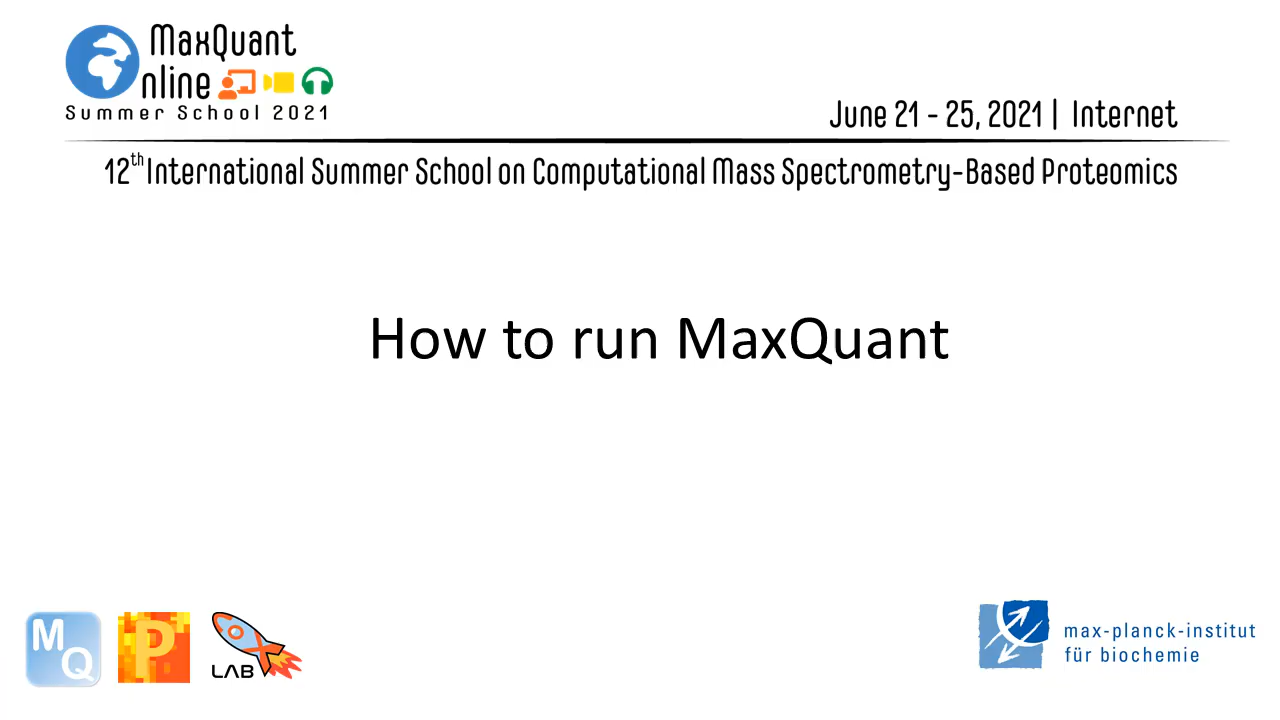 MaxQuant
Online
Summer School 2021
June 21 - 25, 2021 | Internet
12th International Summer School on Computational Mass Spectrometry-Based Proteomics
How to run MaxQuant
MQ
P
LAB
max-planck-institut
für biochemie